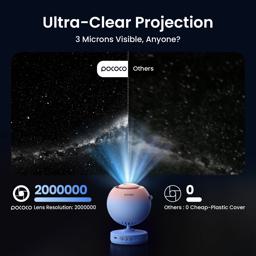 Ultra-Clear Projection
3 Microns Visible, Anyone?
pococo Others
2000000
0
pococo Lens Resolution: 2000000
Others : 0 Cheap-Plastic Cover